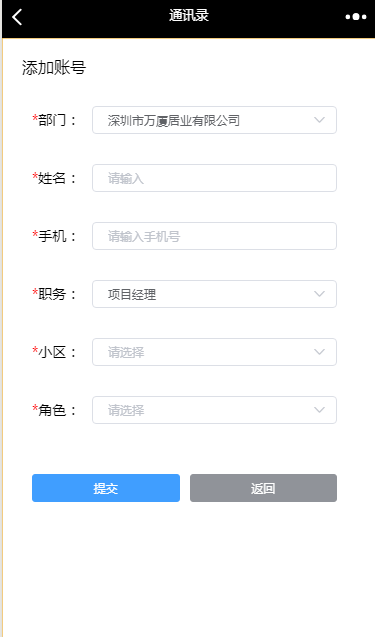 通讯录
添加账号
*部门： 深圳市万厦居业有限公司
*姓名： 请输入
*手机： 请输入手机号
*职务： 项目经理
*小区： 请选择
*角色： 请选择
提交 返回